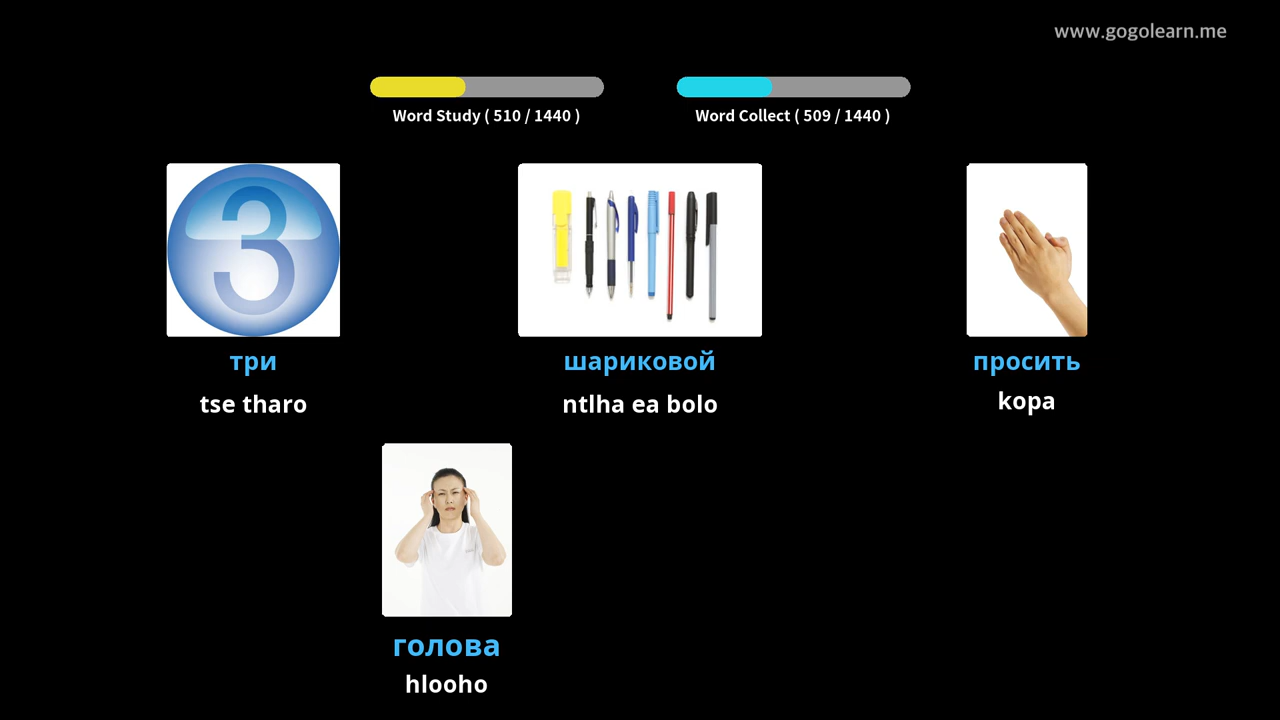 www.gogolearn.me
Word Study ( 510 / 1440 )
Word Collect ( 509 / 1440 )
3
три
шариковой
просить
tse tharo
ntlha ea bolo
kopa
голова
hlooho